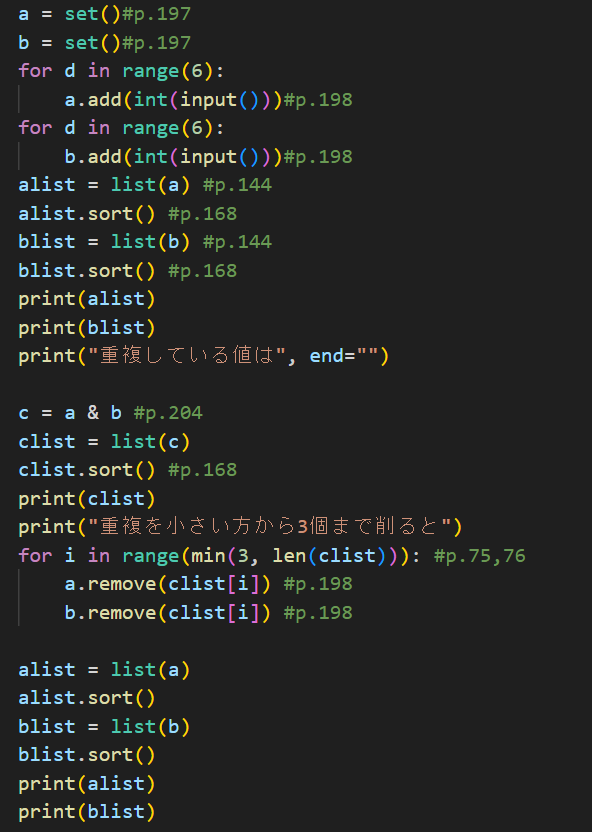 a = set()#p.197
b = set()#p.197
for d in range(6):
    a.add(int(input()))#p.198
for d in range(6):
    b.add(int(input()))#p.198
alist = list(a) #p.144
alist.sort() #p.168
blist = list(b) #p.144
blist.sort() #p.168
print(alist)
print(blist)
print("重複している値は", end="")

c = a & b #p.204
clist = list(c)
clist.sort() #p.168
print(clist)
print("重複を小さい方から3個まで削ると")
for i in range(min(3, len(clist))): #p.75,76
    a.remove(clist[i]) #p.198
    b.remove(clist[i]) #p.198

alist = list(a)
alist.sort()
blist = list(b)
blist.sort()
print(alist)
print(blist)